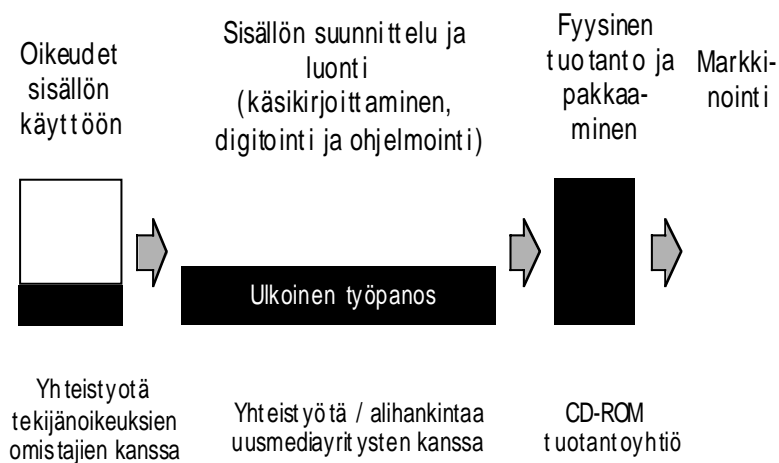 Oikeudet
sisällön
käyttöön
Sisällön suunnittelu ja
luonti
(käsikirjoittaminen,
digitointi ja ohjelmointi)
Fyysinen
tuotanto ja
pakkaa-
minen
Markki-
nointi
Ulkoinen työpanos
Yhteistyotä
tekijänoikeuksien
omistajien kanssa
Yhteistyötä / alihankintaa
uusmediayritysten kanssa
CD-ROM
tuotantoyhtiö